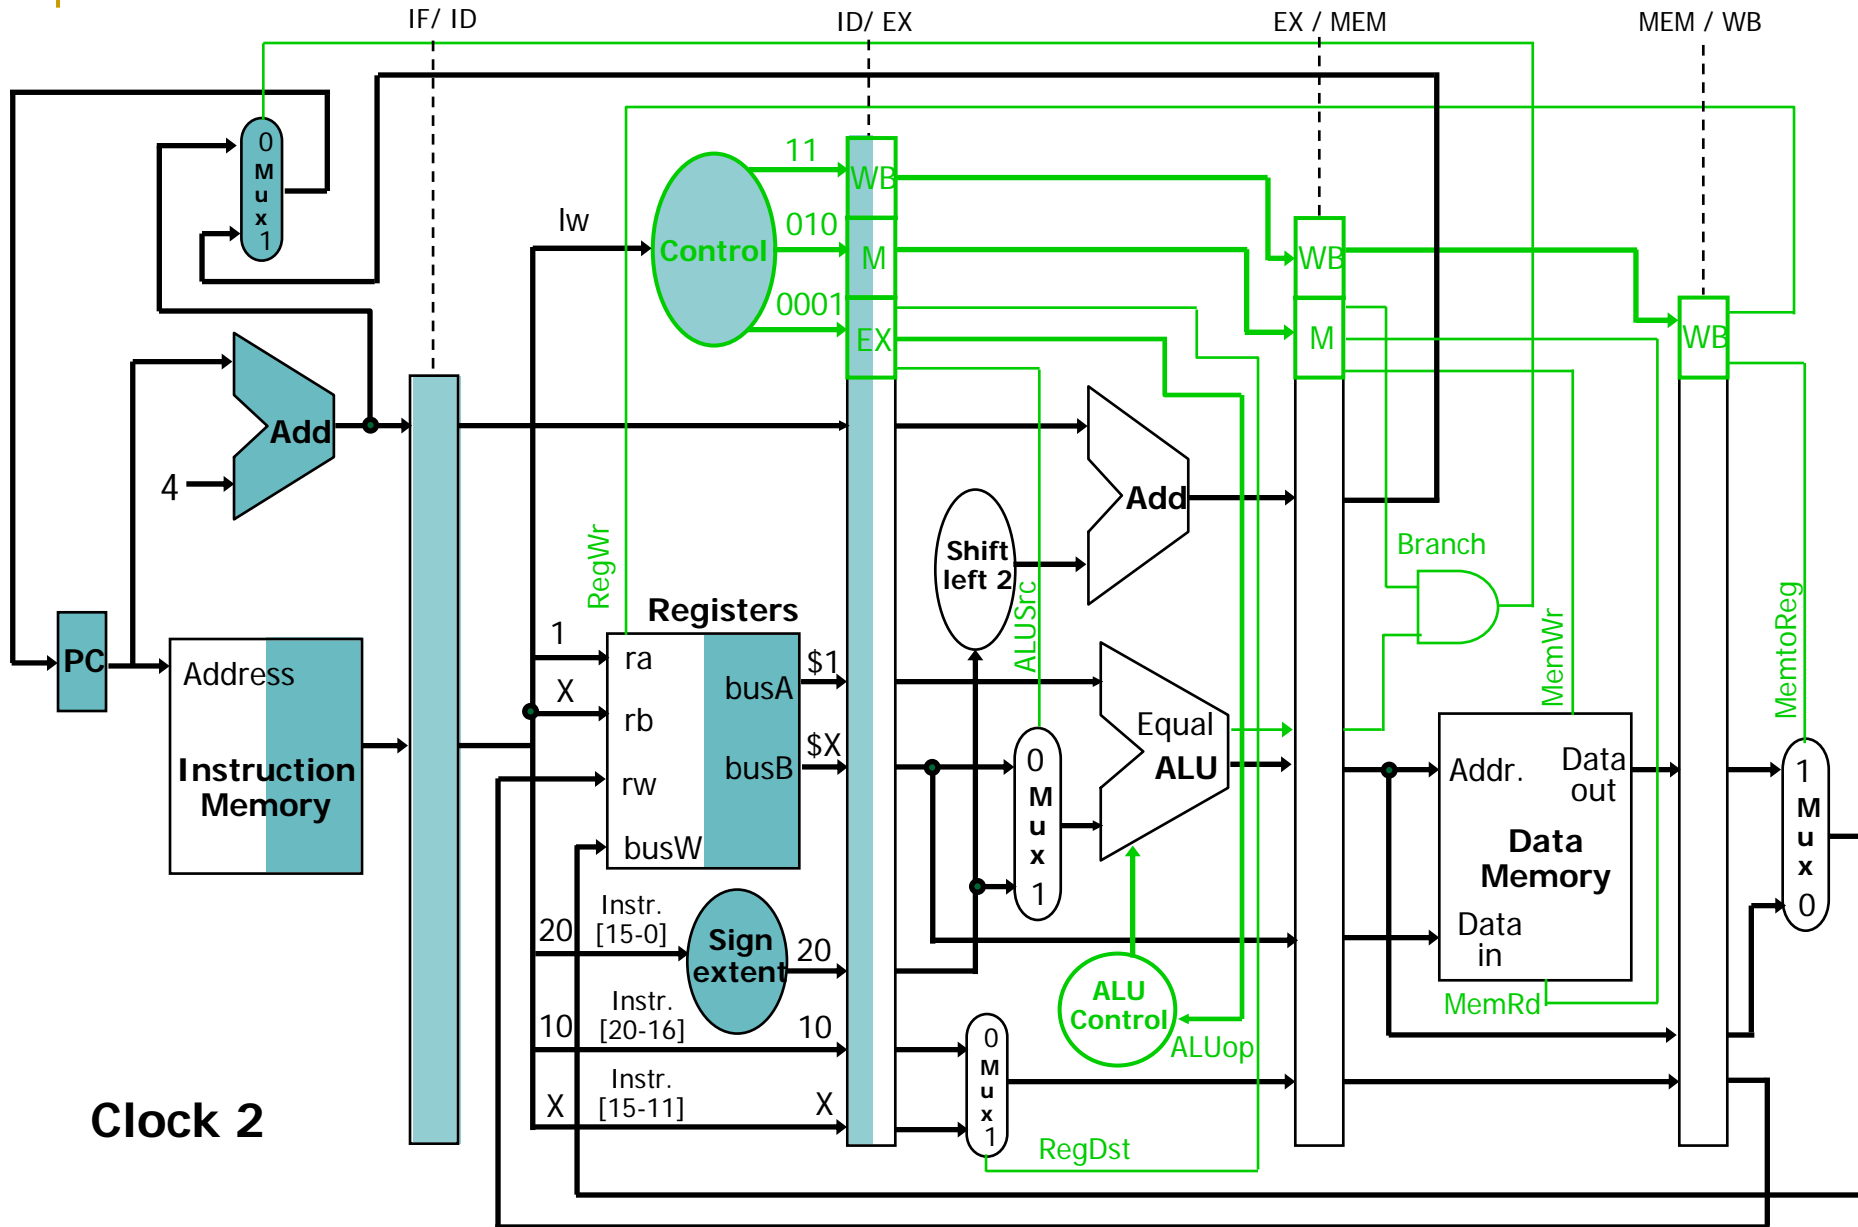 IF/ ID
ID/ EX
EX / MEM
MEM / WB
0
M
u
x
1
11
WB
lw
Control
010
M
0001
EX
WB
M
WB
Add
4
Add
Shift
left 2
Branch
RegWr
ALUSrc
MemWr
MemtoReg
Registers
PC
Address
Instruction
Memory
1
ra
X
rb
rw
busW
busA
$1
busB
$X
Equal
ALU
0
M
u
x
1
Addr.
Data
out
Data
Memory
Data
in
MemRd
1
M
u
x
0
20
Instr.
[15-0]
Sign
extent
20
10
Instr.
[20-16]
10
X
Instr.
[15-11]
X
0
M
u
x
1
ALU
Control
ALUop
RegDst
Clock 2